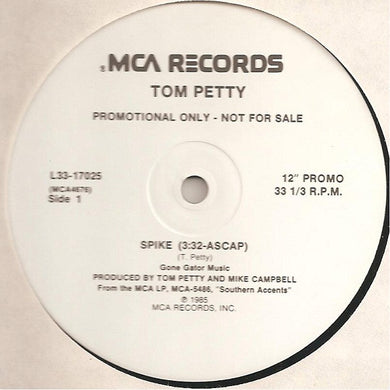 ® MCA RECORDS
TOM PETTY
PROMOTIONAL ONLY - NOT FOR SALE
L33-17025
(MCA4676)
Side 1
12" PROMO
33 1/3 R.P.M.
SPIKE (3:32-ASCAP)
(T. Petty)
Gone Gator Music
PRODUCED BY TOM PETTY AND MIKE CAMPBELL
From the MCA LP, MCA-5486, "Southern Accents"
℗ 1985
MCA RECORDS, INC.